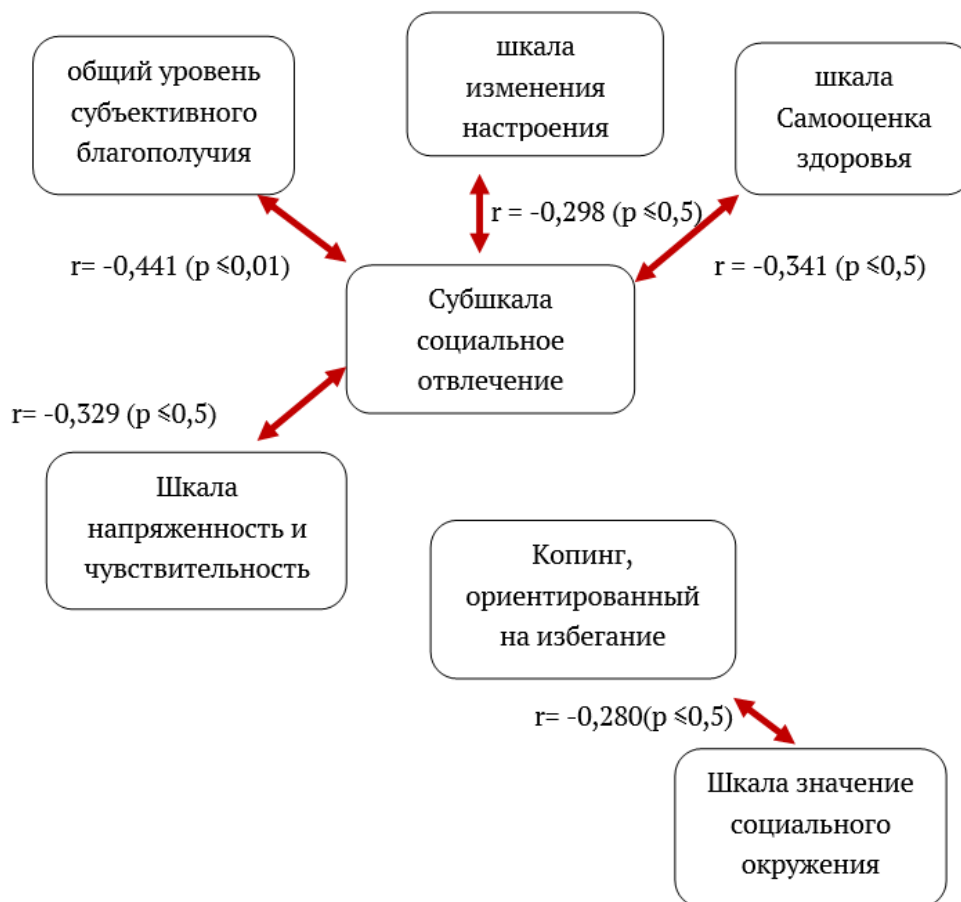 общий уровень
субъективного
благополучия
шкала
изменения
настроения
шкала
Самооценка
здоровья
r = -0,298 (p ≤0,5)
r= -0,441 (p ≤0,01)
r = -0,341 (p ≤0,5)
Субшкала
социальное
отвлечение
r= -0,329 (p ≤0,5)
Шкала
напряженность и
чувствительность
Копинг,
ориентированный
на избегание
r= -0,280(p ≤0,5)
Шкала значение
социального
окружения